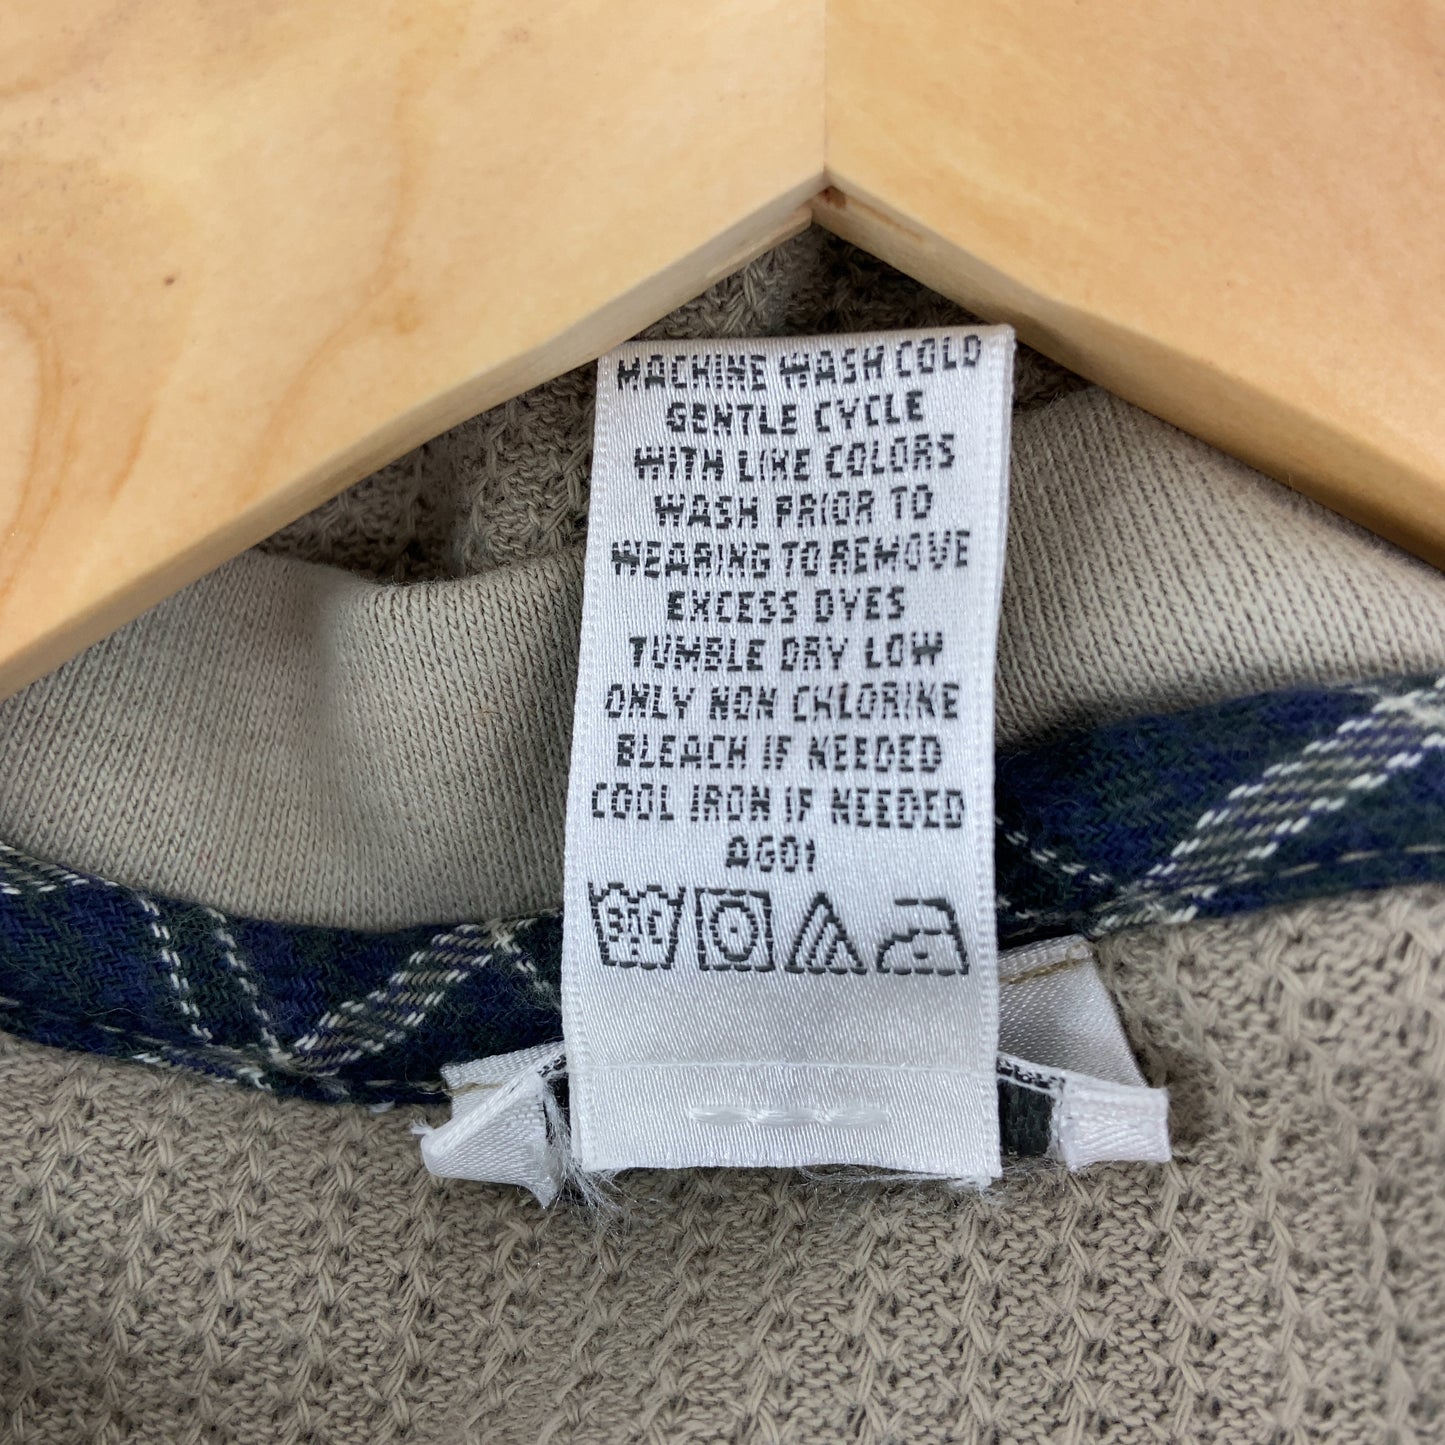 MACHINE WASH COLD
GENTLE CYCLE
WITH LIKE COLORS
WASH PRIOR TO
WEARING TO REMOVE
EXCESS DYES
TUMBLE DRY LOW
ONLY NON CHLORINE
BLEACH IF NEEDED
COOL IRON IF NEEDED
AG01
30C